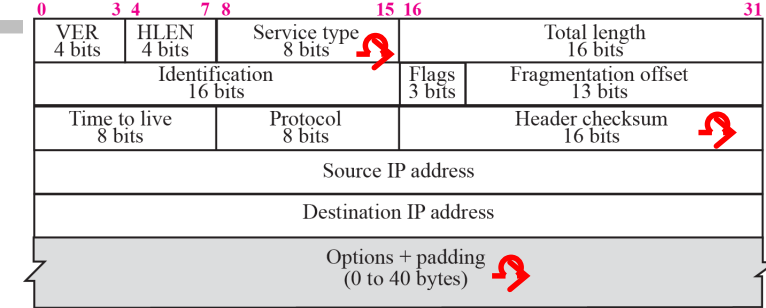 0 3 4 7 8 15 16 31
VER HLEN Service type Total length
4 bits 4 bits 8 bits 16 bits
Identification Flags Fragmentation offset
16 bits 3 bits 13 bits
Time to live Protocol Header checksum
8 bits 8 bits 16 bits
Source IP address
Destination IP address
Options + padding
(0 to 40 bytes)